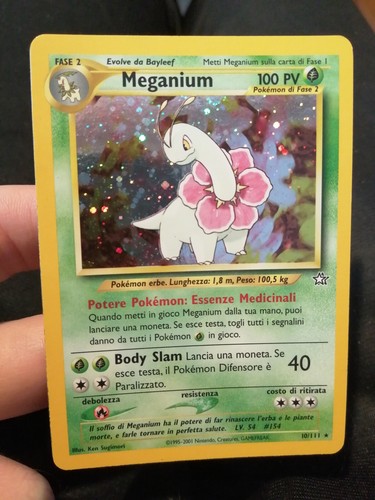 FASE 2 Evolve da Bayleef Metti Meganium sulla carta di Fase 1
Meganium 100 PV
Pokémon di Fase 2
Pokémon erbe. Lunghezza: 1,8 m, Peso: 100,5 kg
Potere Pokémon: Essenze Medicinali
Quando metti in gioco Meganium dalla tua mano, puoi
lanciare una moneta. Se esce testa, togli tutti i segnalini
danno da tutti i Pokémon in gioco.
Body Slam Lancia una moneta. Se
esce testa, il Pokémon Difensore è
Paralizzato.
40
debolezza resistenza costo di ritirata
Il soffio di Meganium ha il potere di far rinascere l'erba e le piante
morte, e farle tornare in perfetta salute. LV. 54 #154
Illus. Ken Sugimori ©1995-2001 Nintendo, Creatures, GAMEFREAK. 10/111